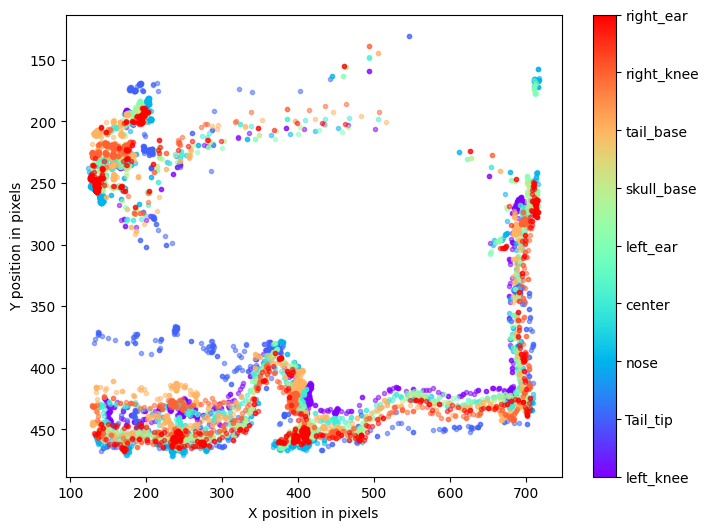 150
200
250
300
350
400
450
Y position in pixels
100
200
300
400
500
600
700
X position in pixels
right_ear
right_knee
tail_base
skull_base
left_ear
center
nose
Tail_tip
left_knee